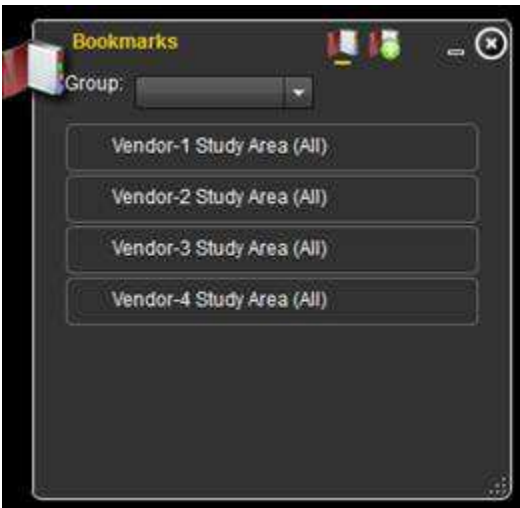 Bookmarks
Group:
Vendor-1 Study Area (All)
Vendor-2 Study Area (All)
Vendor-3 Study Area (All)
Vendor-4 Study Area (All)